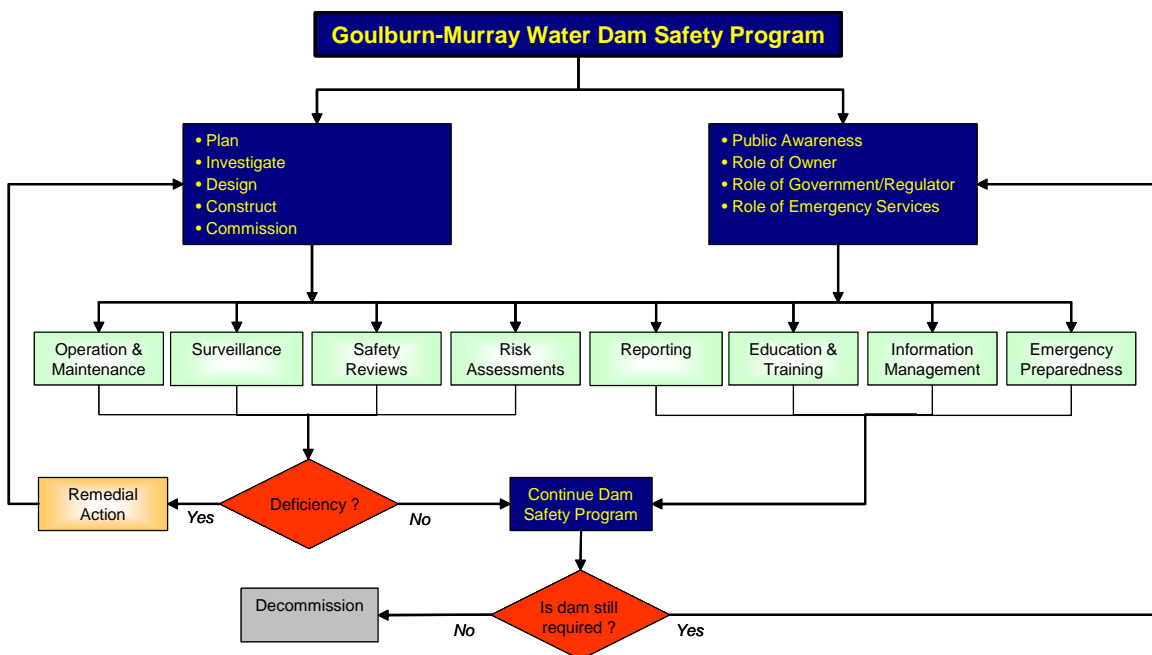 Goulburn-Murray Water Dam Safety Program
• Plan
• Investigate
• Design
• Construct
• Commission
• Public Awareness
• Role of Owner
• Role of Government/Regulator
• Role of Emergency Services
Operation &
Maintenance
Surveillance
Safety
Reviews
Risk
Assessments
Reporting
Education &
Training
Information
Management
Emergency
Preparedness
Remedial
Action
Yes
Deficiency ?
No
Continue Dam
Safety Program
Decommission
No
Is dam still
required ?
Yes